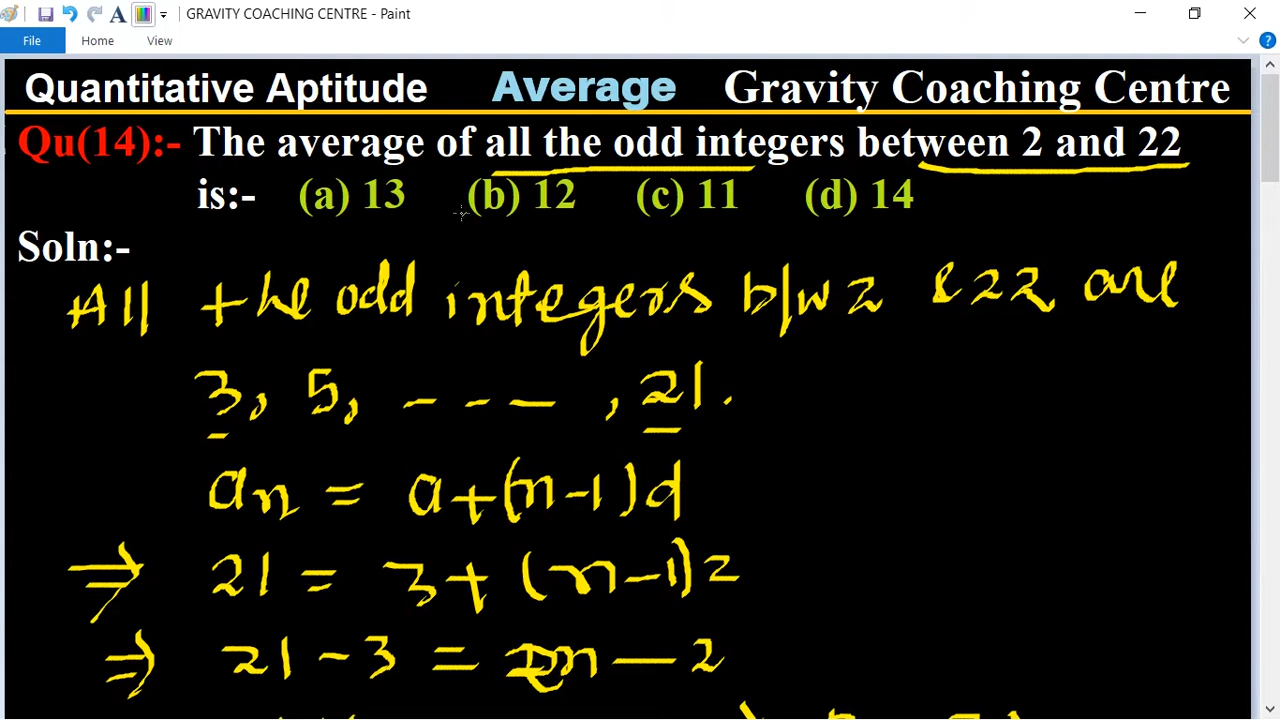 GRAVITY COACHING CENTRE - Paint
File Home View
Quantitative Aptitude Average Gravity Coaching Centre
Qu(14):- The average of all the odd integers between 2 and 22
is:- (a) 13 (b) 12 (c) 11 (d) 14
Soln:-
All the odd integers b/w 2 & 22 are
3, 5, - - - , 21.
an = a+(n-1)d
⇒ 21 = 3+(n-1)2
⇒ 21 - 3 = 2n - 2